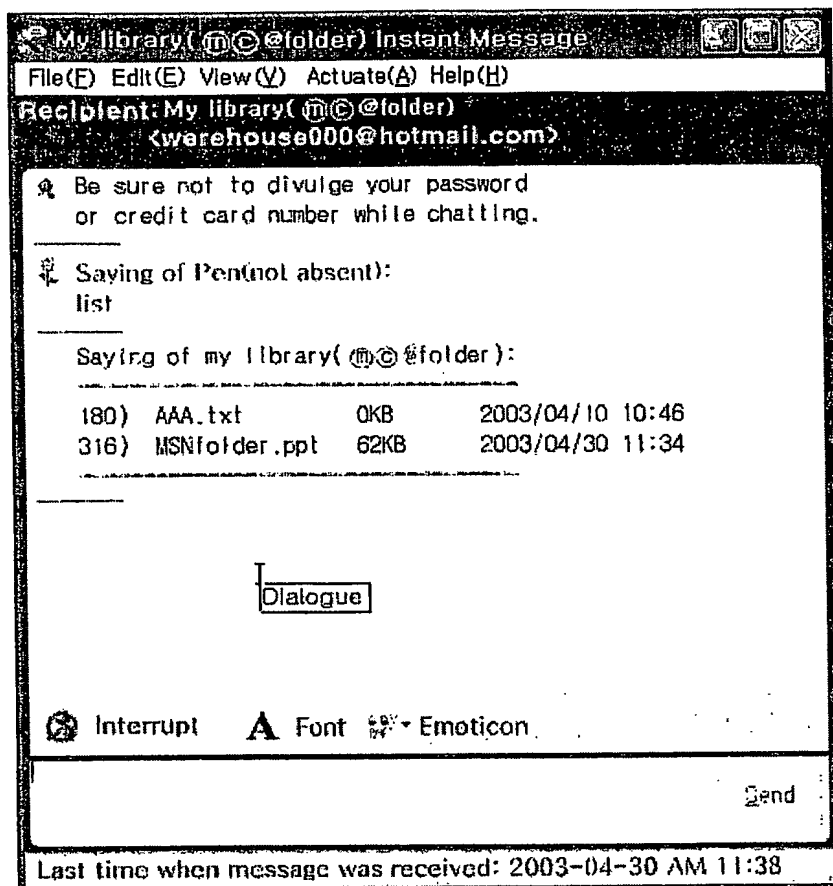 My library( ⓜⓒ@folder) Instant Message
File(F) Edit(E) View(V) Actuate(A) Help(H)
Recipient: My library( ⓜⓒ@folder)
<warehouse000@hotmail.com>
Be sure not to divulge your password
or credit card number while chatting.
Saying of Pen(not absent):
list
Saying of my library( ⓜⓒ@folder):
180) AAA.txt 0KB 2003/04/10 10:46
316) MSNfolder.ppt 62KB 2003/04/30 11:34
Dialogue
Interrupt A Font Emoticon
Send
Last time when message was received: 2003-04-30 AM 11:38